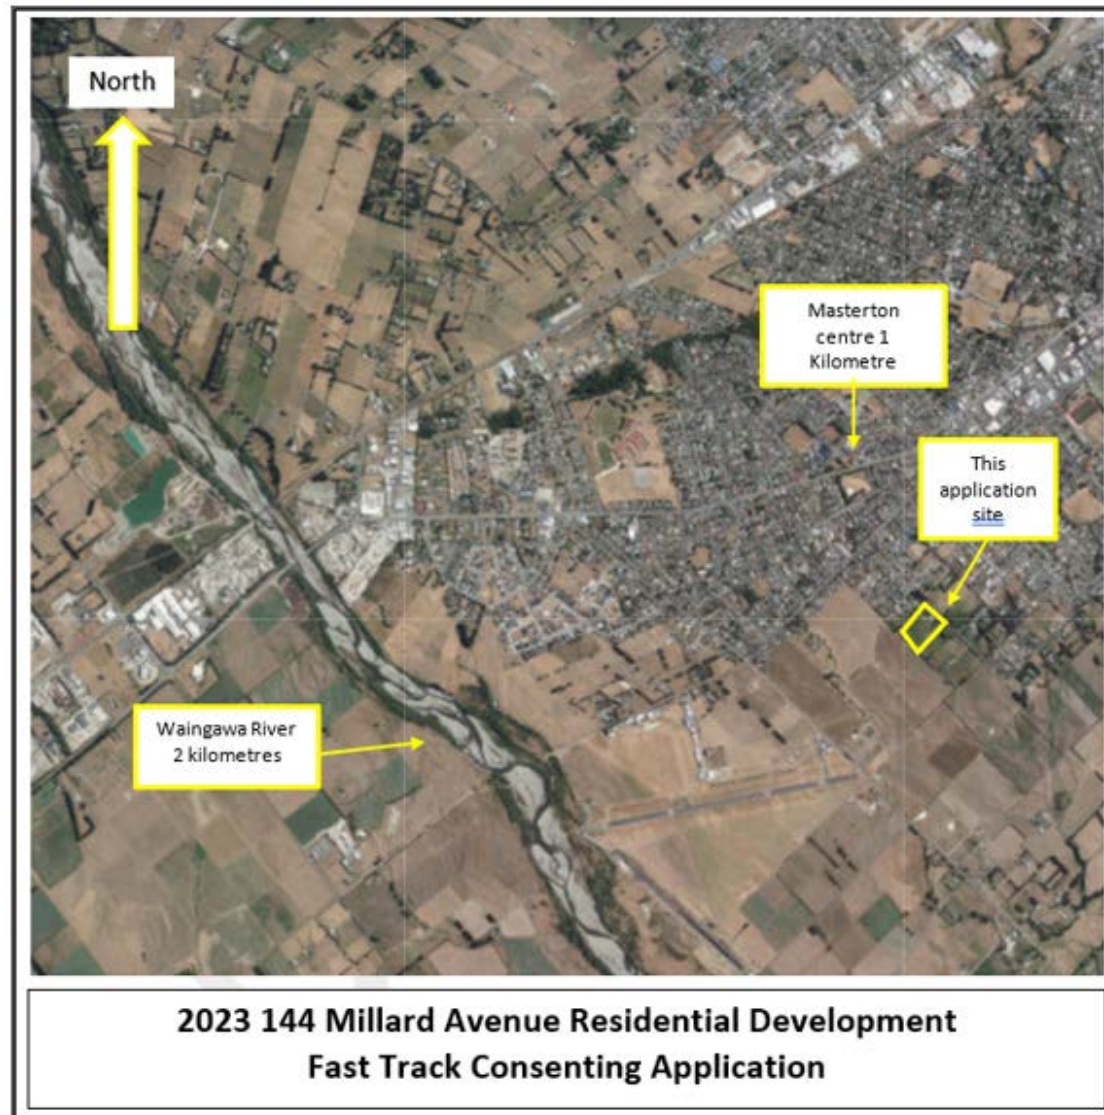 North
Masterton
centre 1
Kilometre
This
application
site
Waingawa River
2 kilometres
2023 144 Millard Avenue Residential Development
Fast Track Consenting Application